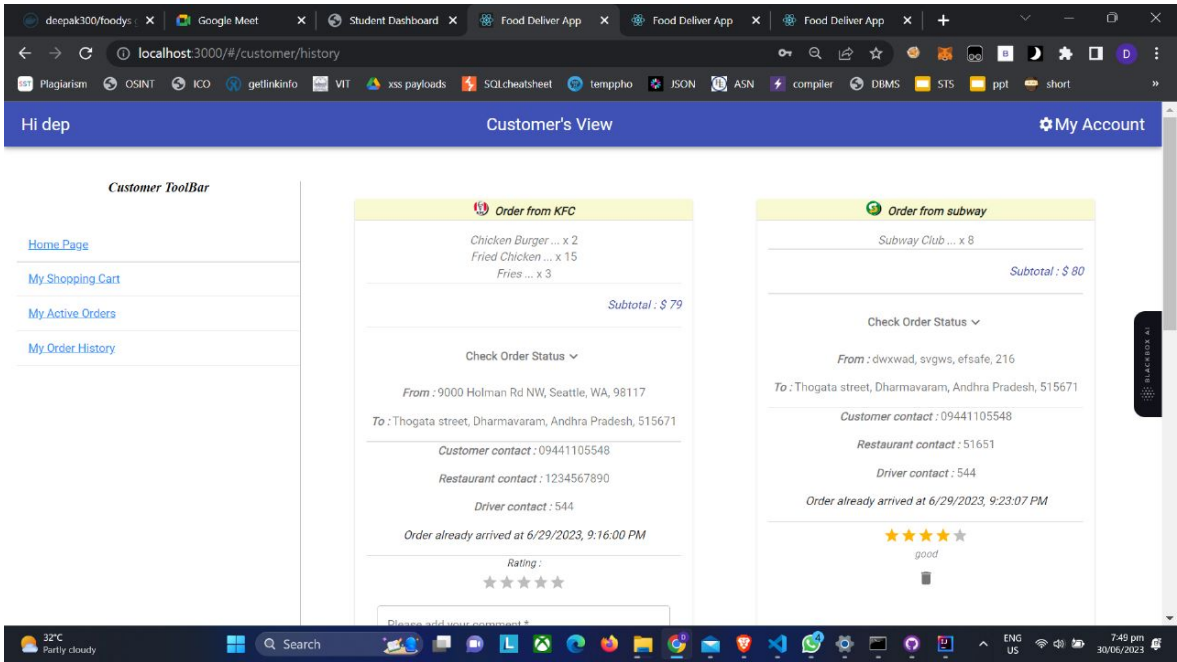 deepak300/foodys
Google Meet
Student Dashboard
Food Deliver App
Food Deliver App
Food Deliver App
localhost:3000/#/customer/history
D
SST Plagiarism
OSINT
ICO
getlinkinfo
VIT
xss payloads
SQLcheatsheet
temppho
JSON
ASN
compiler
DBMS
STS
ppt
short
»
Hi dep
Customer's View
My Account
Customer ToolBar
Home Page
My Shopping Cart
My Active Orders
My Order History
Order from KFC
Chicken Burger ... x 2
Fried Chicken ... x 15
Fries ... x 3
Subtotal : $ 79
Check Order Status
From : 9000 Holman Rd NW, Seattle, WA, 98117
To : Thogata street, Dharmavaram, Andhra Pradesh, 515671
Customer contact : 09441105548
Restaurant contact : 1234567890
Driver contact : 544
Order already arrived at 6/29/2023, 9:16:00 PM
Rating :
Please add your comment *
Order from subway
Subway Club ... x 8
Subtotal : $ 80
Check Order Status
From : dwxwad, svgws, efsafe, 216
To : Thogata street, Dharmavaram, Andhra Pradesh, 515671
Customer contact : 09441105548
Restaurant contact : 51651
Driver contact : 544
Order already arrived at 6/29/2023, 9:23:07 PM
good
BLACKBOX AI
32°C
Partly cloudy
Search
ENG
US
7:49 pm
30/06/2023